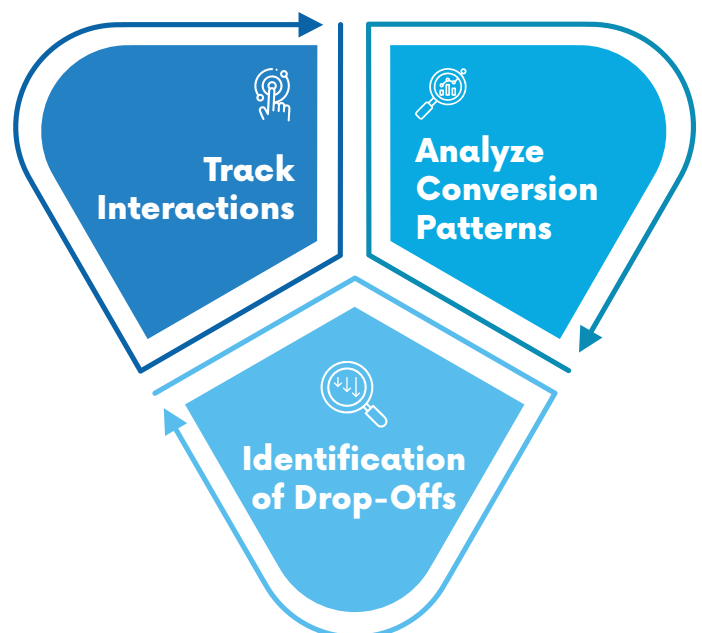 Track
Interactions
Analyze
Conversion
Patterns
Identification
of Drop-Offs